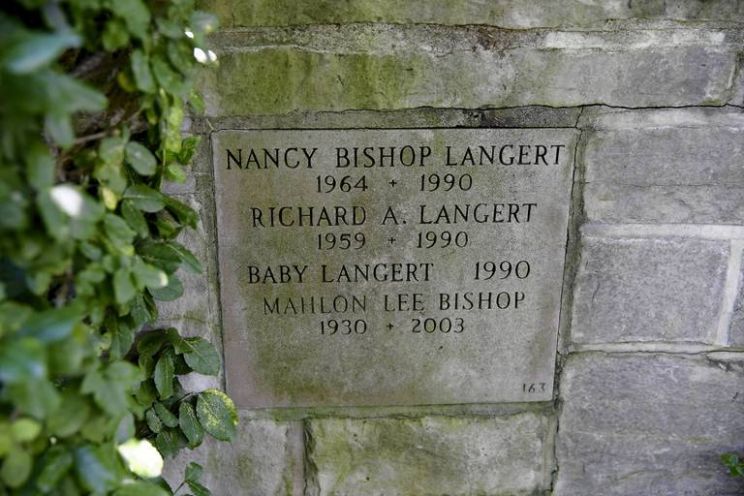 NANCY BISHOP LANGERT
1964 + 1990
RICHARD A. LANGERT
1959 + 1990
BABY LANGERT 1990
MAHLON LEE BISHOP
1930 + 2003
163